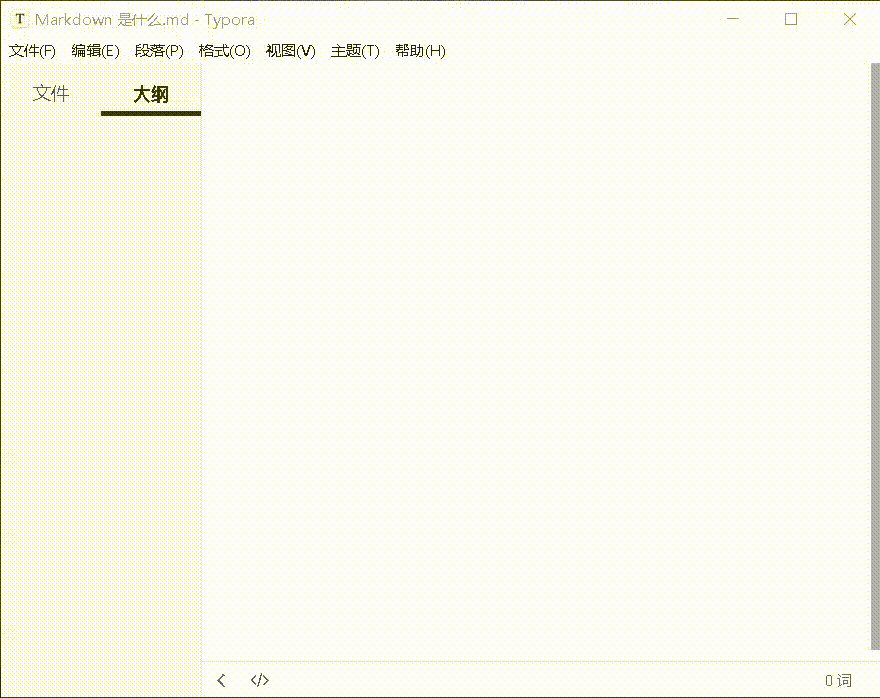 T Markdown 是什么.md - Typora
文件(F) 编辑(E) 段落(P) 格式(O) 视图(V) 主题(T) 帮助(H)
文件 大纲
</> 0 词